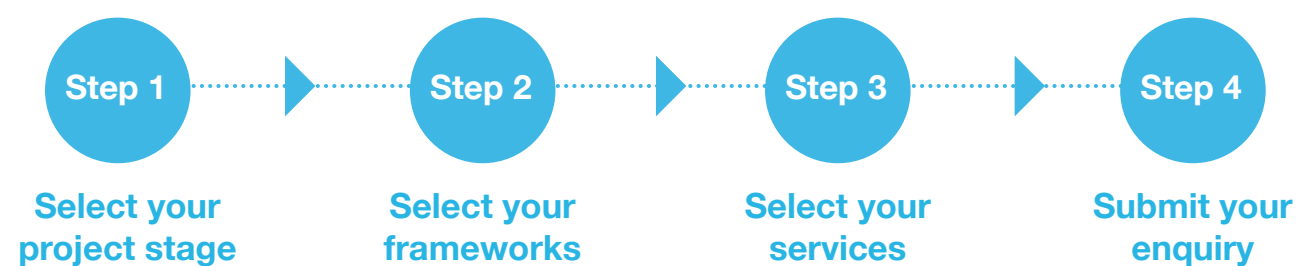 Step 1
Step 2
Step 3
Step 4
Select your
project stage
Select your
frameworks
Select your
services
Submit your
enquiry